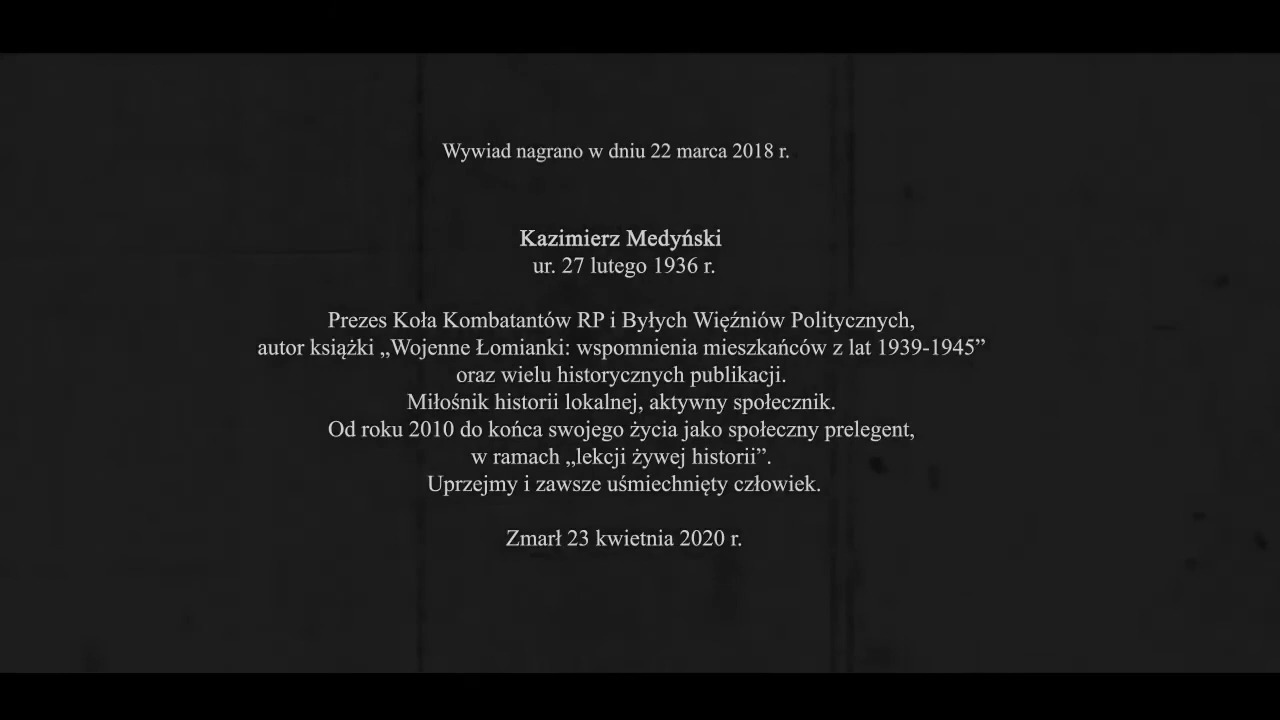 Wywiad nagrano w dniu 22 marca 2018 r.
Kazimierz Medyński
ur. 27 lutego 1936 r.
Prezes Koła Kombatantów RP i Byłych Więźniów Politycznych,
autor książki „Wojenne Łomianki: wspomnienia mieszkańców z lat 1939-1945”
oraz wielu historycznych publikacji.
Miłośnik historii lokalnej, aktywny społecznik.
Od roku 2010 do końca swojego życia jako społeczny prelegent,
w ramach „lekcji żywej historii”.
Uprzejmy i zawsze uśmiechnięty człowiek.
Zmarł 23 kwietnia 2020 r.